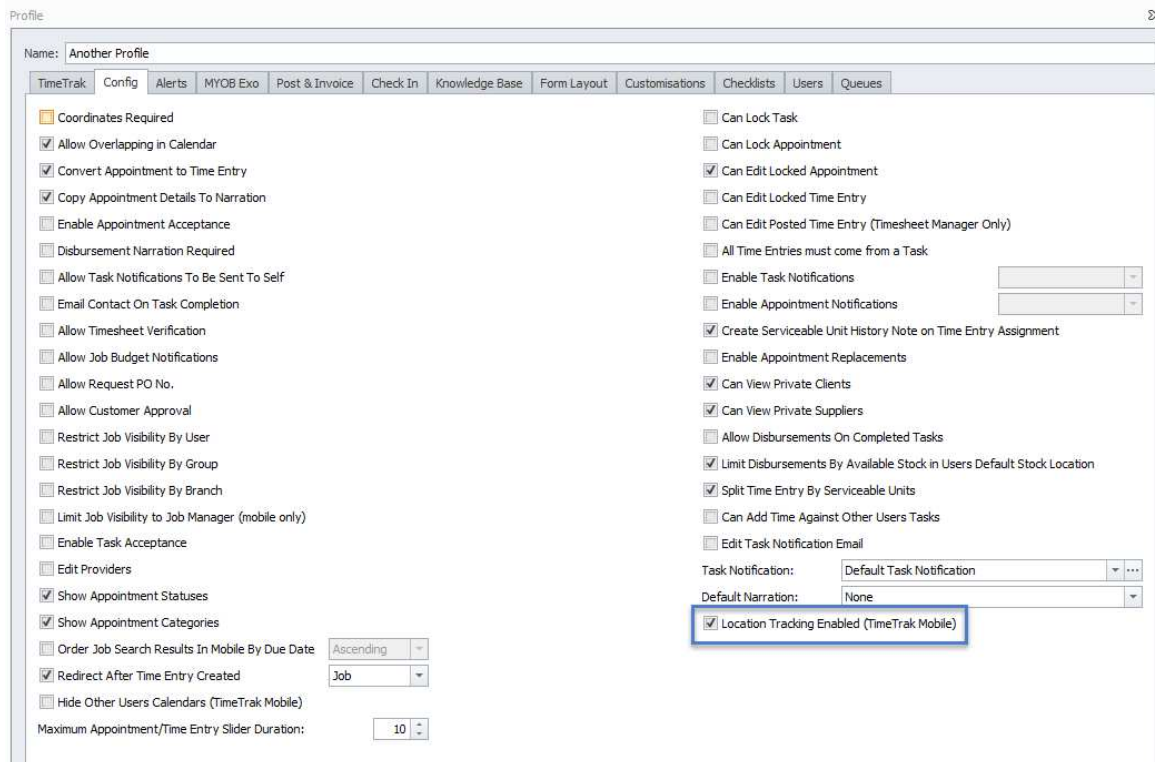 Profile
Name: Another Profile
TimeTrak Config Alerts MYOB Exo Post & Invoice Check In Knowledge Base Form Layout Customisations Checklists Users Queues
Coordinates Required
Allow Overlapping in Calendar
Convert Appointment to Time Entry
Copy Appointment Details To Narration
Enable Appointment Acceptance
Disbursement Narration Required
Allow Task Notifications To Be Sent To Self
Email Contact On Task Completion
Allow Timesheet Verification
Allow Job Budget Notifications
Allow Request PO No.
Allow Customer Approval
Restrict Job Visibility By User
Restrict Job Visibility By Group
Restrict Job Visibility By Branch
Limit Job Visibility to Job Manager (mobile only)
Enable Task Acceptance
Edit Providers
Show Appointment Statuses
Show Appointment Categories
Order Job Search Results In Mobile By Due Date Ascending
Redirect After Time Entry Created Job
Hide Other Users Calendars (TimeTrak Mobile)
Maximum Appointment/Time Entry Slider Duration: 10
Can Lock Task
Can Lock Appointment
Can Edit Locked Appointment
Can Edit Locked Time Entry
Can Edit Posted Time Entry (Timesheet Manager Only)
All Time Entries must come from a Task
Enable Task Notifications
Enable Appointment Notifications
Create Serviceable Unit History Note on Time Entry Assignment
Enable Appointment Replacements
Can View Private Clients
Can View Private Suppliers
Allow Disbursements On Completed Tasks
Limit Disbursements By Available Stock in Users Default Stock Location
Split Time Entry By Serviceable Units
Can Add Time Against Other Users Tasks
Edit Task Notification Email
Task Notification: Default Task Notification
Default Narration: None
Location Tracking Enabled (TimeTrak Mobile)